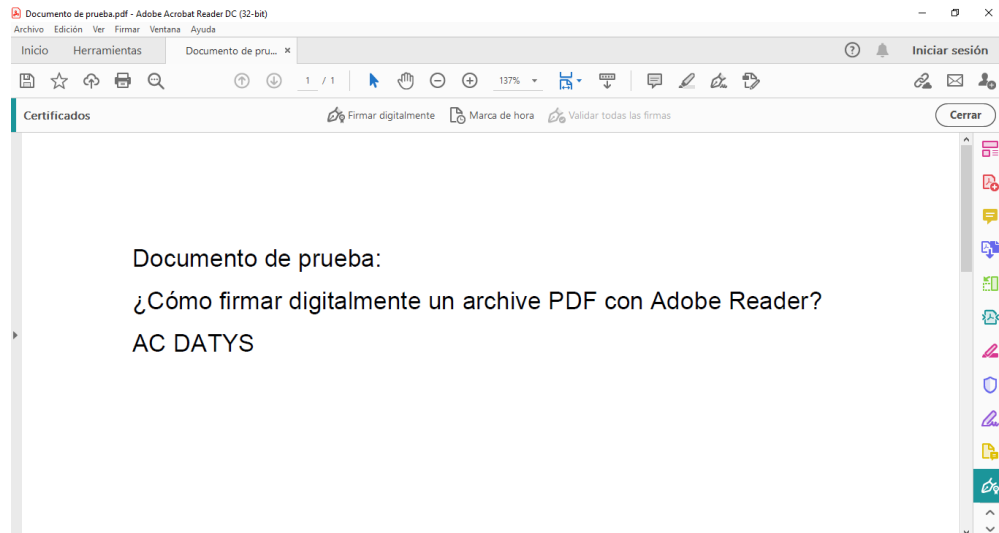 Documento de prueba.pdf - Adobe Acrobat Reader DC (32-bit)
Archivo Edición Ver Firmar Ventana Ayuda
Inicio Herramientas Documento de pru... × Iniciar sesión
1 / 1 137%
Certificados Firmar digitalmente Marca de hora Validar todas las firmas Cerrar
Documento de prueba:
¿Cómo firmar digitalmente un archive PDF con Adobe Reader?
AC DATYS